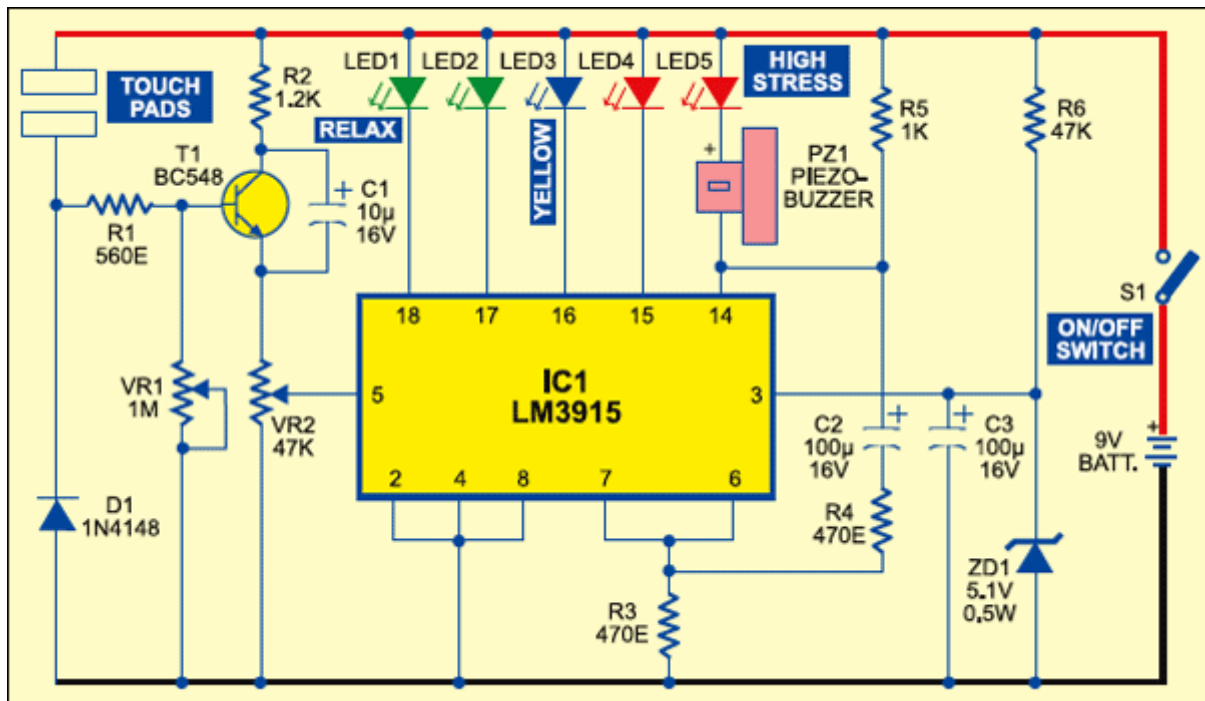 TOUCH
PADS
R2
1.2K
LED1
LED2
LED3
LED4
LED5
HIGH
STRESS
RELAX
YELLOW
T1
BC548
R1
560E
C1
10µ
16V
+
+
PZ1
PIEZO-
BUZZER
R5
1K
R6
47K
S1
ON/OFF
SWITCH
18
17
16
15
14
IC1
LM3915
5
3
2
4
8
7
6
VR1
1M
VR2
47K
D1
1N4148
C2
100µ
16V
+
C3
100µ
16V
+
9V
BATT.
+
R4
470E
R3
470E
ZD1
5.1V
0.5W